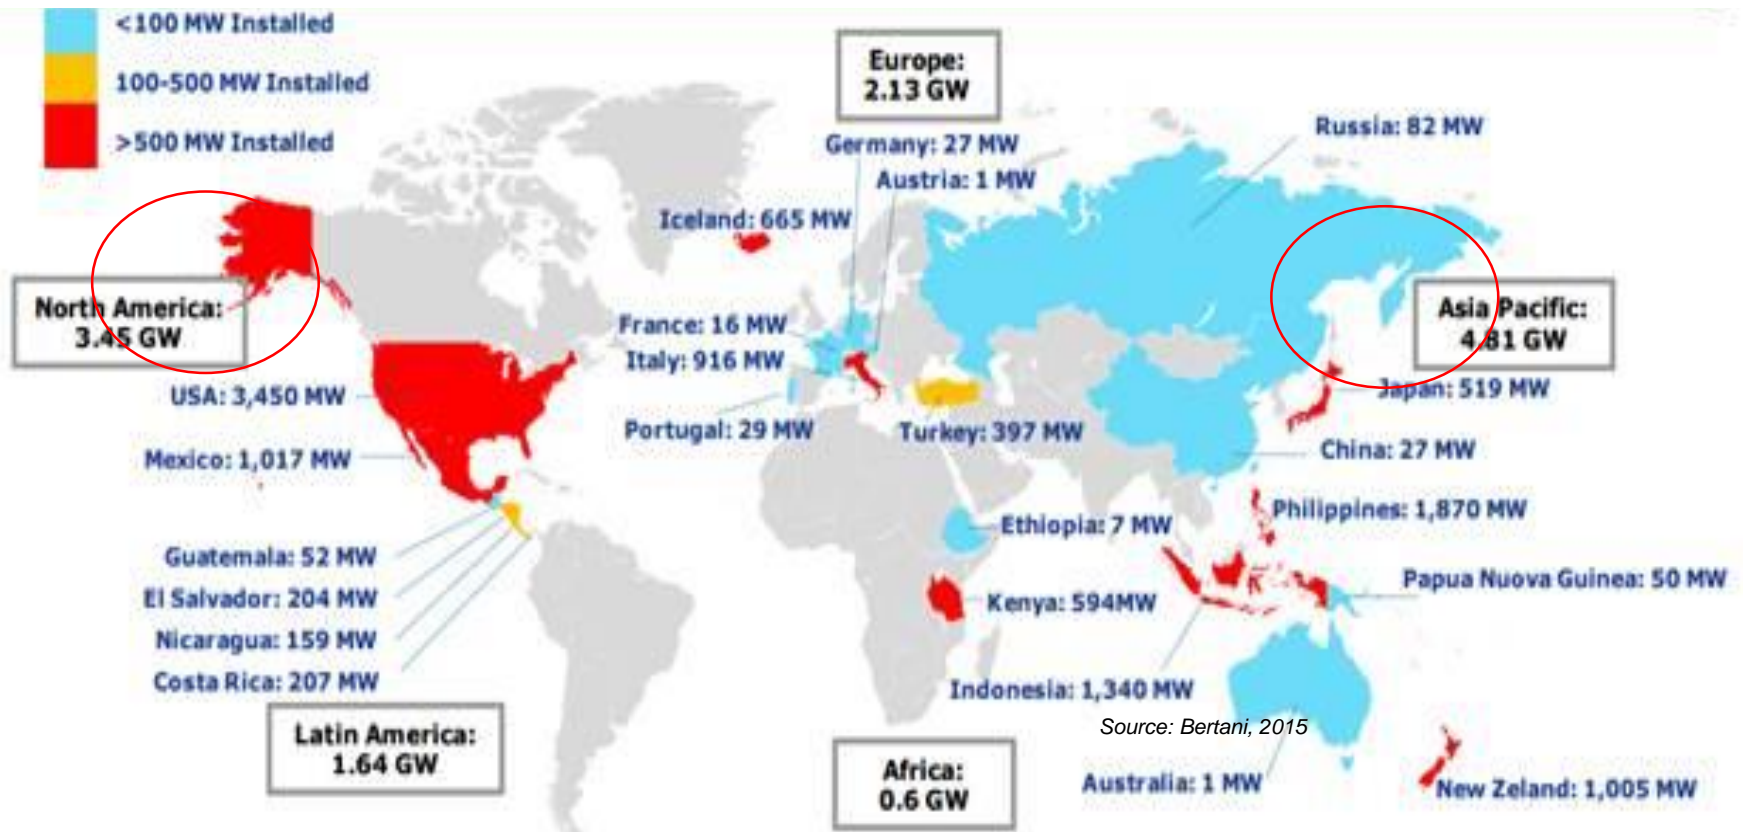 <100 MW Installed
100-500 MW Installed
>500 MW Installed
Europe:
2.13 GW
Russia: 82 MW
Germany: 27 MW
Austria: 1 MW
Iceland: 665 MW
North America:
3.45 GW
Asia Pacific:
4.81 GW
France: 16 MW
Italy: 916 MW
USA: 3,450 MW
Japan: 519 MW
Portugal: 29 MW
Turkey: 397 MW
Mexico: 1,017 MW
China: 27 MW
Philippines: 1,870 MW
Ethiopia: 7 MW
Guatemala: 52 MW
Papua Nuova Guinea: 50 MW
El Salvador: 204 MW
Kenya: 594MW
Nicaragua: 159 MW
Costa Rica: 207 MW
Indonesia: 1,340 MW
Source: Bertani, 2015
Latin America:
1.64 GW
Africa:
0.6 GW
Australia: 1 MW
New Zeland: 1,005 MW